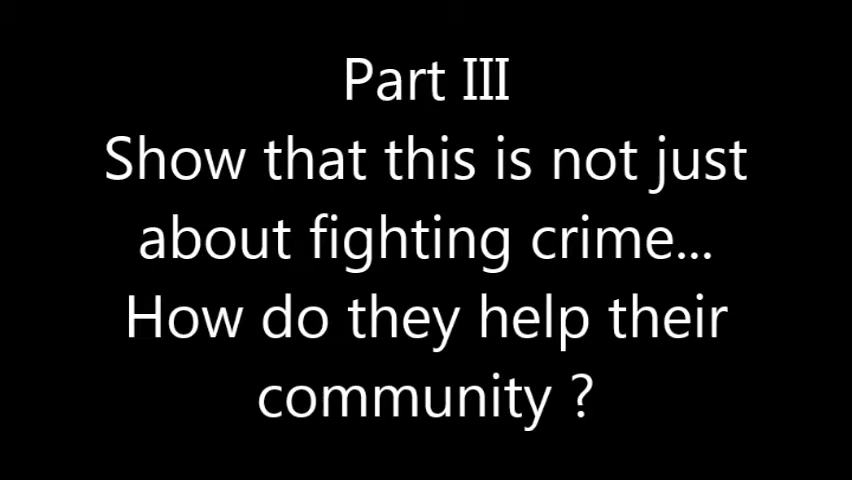 Part III
Show that this is not just
about fighting crime...
How do they help their
community ?